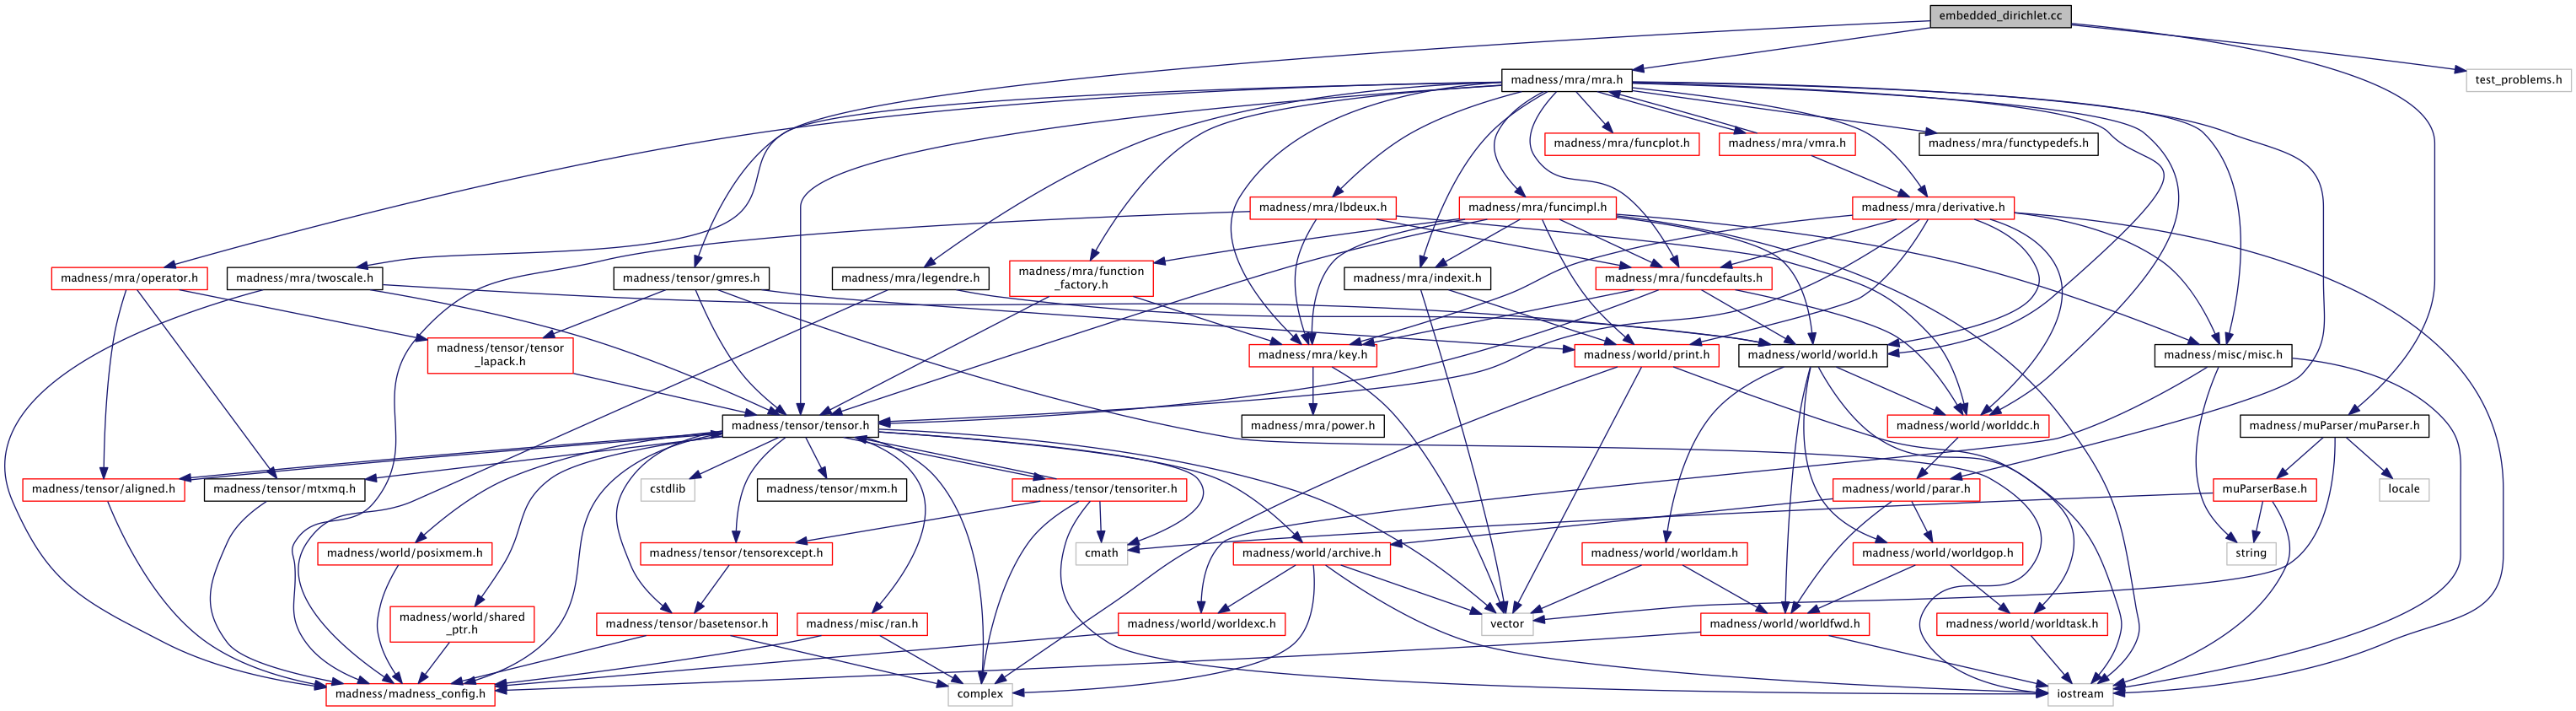 embedded_dirichlet.cc
madness/mra/mra.h
test_problems.h
madness/mra/funcplot.h
madness/mra/vmra.h
madness/mra/functypedefs.h
madness/mra/lbdeux.h
madness/mra/funcimpl.h
madness/mra/derivative.h
madness/mra/operator.h
madness/mra/twoscale.h
madness/tensor/gmres.h
madness/mra/legendre.h
madness/mra/function
_factory.h
madness/mra/indexit.h
madness/mra/funcdefaults.h
madness/tensor/tensor
_lapack.h
madness/mra/key.h
madness/world/print.h
madness/world/world.h
madness/misc/misc.h
madness/tensor/tensor.h
madness/mra/power.h
madness/world/worlddc.h
madness/muParser/muParser.h
madness/tensor/aligned.h
madness/tensor/mtxmq.h
cstdlib
madness/tensor/mxm.h
madness/tensor/tensoriter.h
madness/world/parar.h
muParserBase.h
locale
madness/world/posixmem.h
madness/tensor/tensorexcept.h
cmath
madness/world/archive.h
madness/world/worldam.h
madness/world/worldgop.h
string
madness/world/shared
_ptr.h
madness/tensor/basetensor.h
madness/misc/ran.h
madness/world/worldexc.h
vector
madness/world/worldfwd.h
madness/world/worldtask.h
madness/madness_config.h
complex
iostream